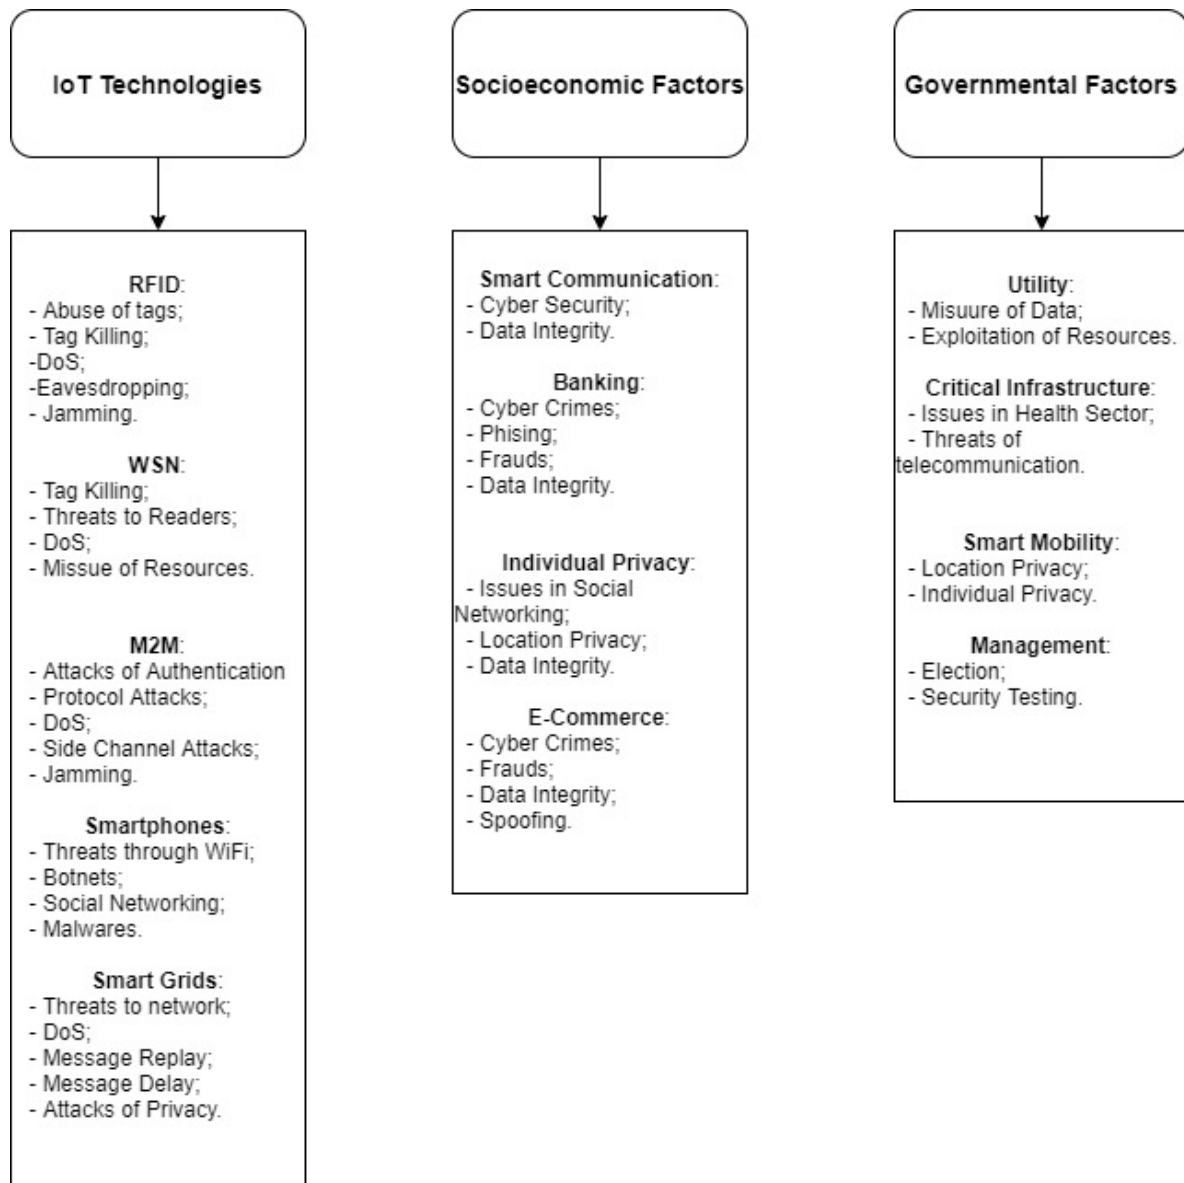 IoT Technologies
RFID:
- Abuse of tags;
- Tag Killing;
-DoS;
-Eavesdropping;
- Jamming.
WSN:
- Tag Killing;
- Threats to Readers;
- DoS;
- Missue of Resources.
M2M:
- Attacks of Authentication
- Protocol Attacks;
- DoS;
- Side Channel Attacks;
- Jamming.
Smartphones:
- Threats through WiFi;
- Botnets;
- Social Networking;
- Malwares.
Smart Grids:
- Threats to network;
- DoS;
- Message Replay;
- Message Delay;
- Attacks of Privacy.
Socioeconomic Factors
Smart Communication:
- Cyber Security;
- Data Integrity.
Banking:
- Cyber Crimes;
- Phising;
- Frauds;
- Data Integrity.
Individual Privacy:
- Issues in Social
Networking;
- Location Privacy;
- Data Integrity.
E-Commerce:
- Cyber Crimes;
- Frauds;
- Data Integrity;
- Spoofing.
Governmental Factors
Utility:
- Misuure of Data;
- Exploitation of Resources.
Critical Infrastructure:
- Issues in Health Sector;
- Threats of
telecommunication.
Smart Mobility:
- Location Privacy;
- Individual Privacy.
Management:
- Election;
- Security Testing.